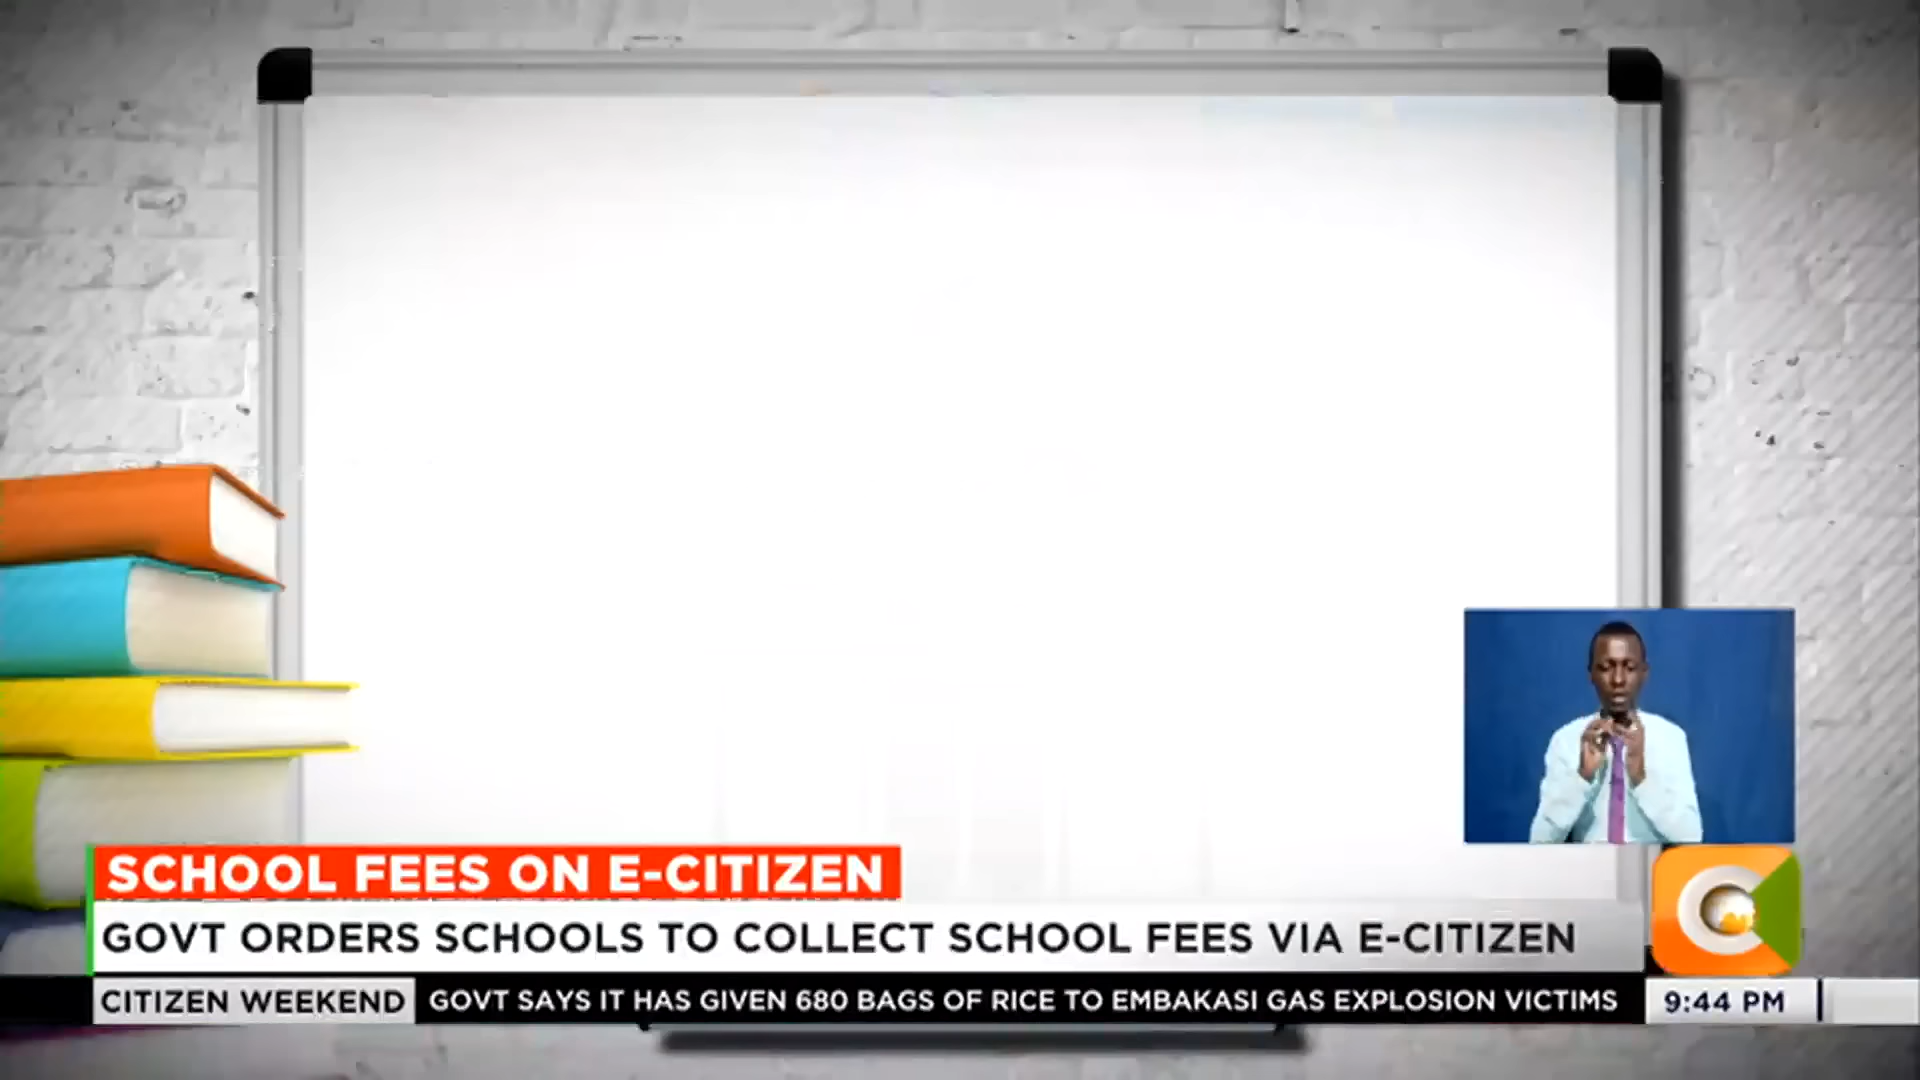 SCHOOL FEES ON E-CITIZEN
GOVT ORDERS SCHOOLS TO COLLECT SCHOOL FEES VIA E-CITIZEN
CITIZEN WEEKEND GOVT SAYS IT HAS GIVEN 680 BAGS OF RICE TO EMBAKASI GAS EXPLOSION VICTIMS 9:44 PM